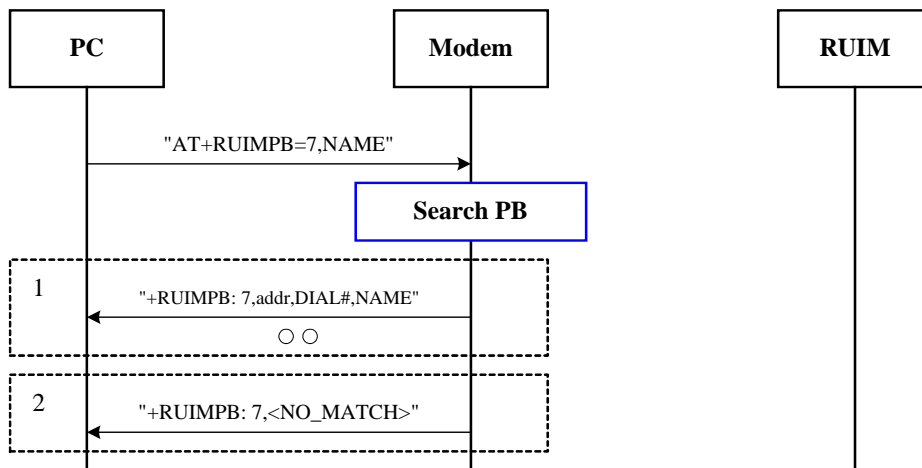 PC
Modem
RUIM
"AT+RUIMPB=7,NAME"
Search PB
1
"+RUIMPB: 7,addr,DIAL#,NAME"
○ ○
2
"+RUIMPB: 7,<NO_MATCH>"